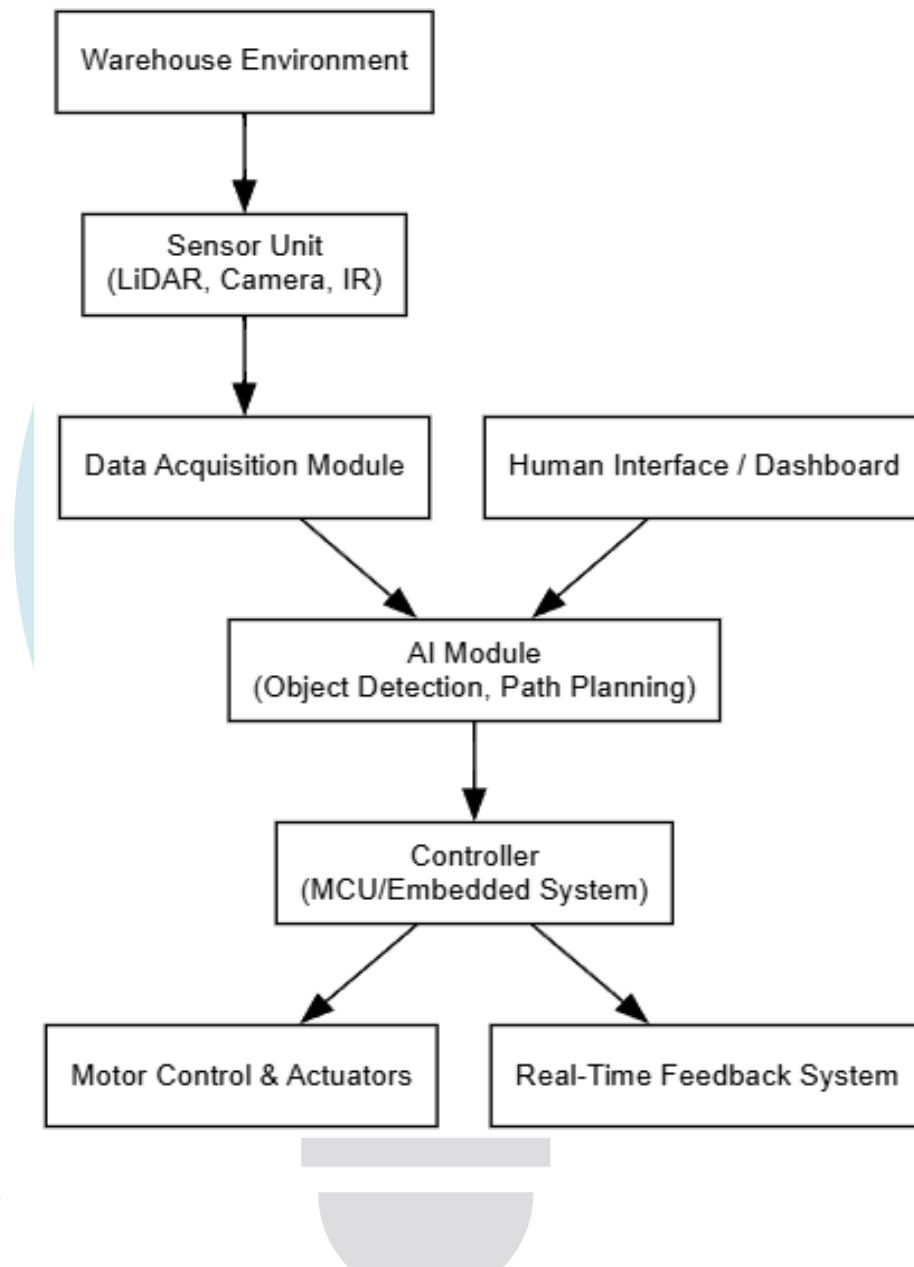 Warehouse Environment
Sensor Unit
(LiDAR, Camera, IR)
Data Acquisition Module
Human Interface / Dashboard
AI Module
(Object Detection, Path Planning)
Controller
(MCU/Embedded System)
Motor Control & Actuators
Real-Time Feedback System